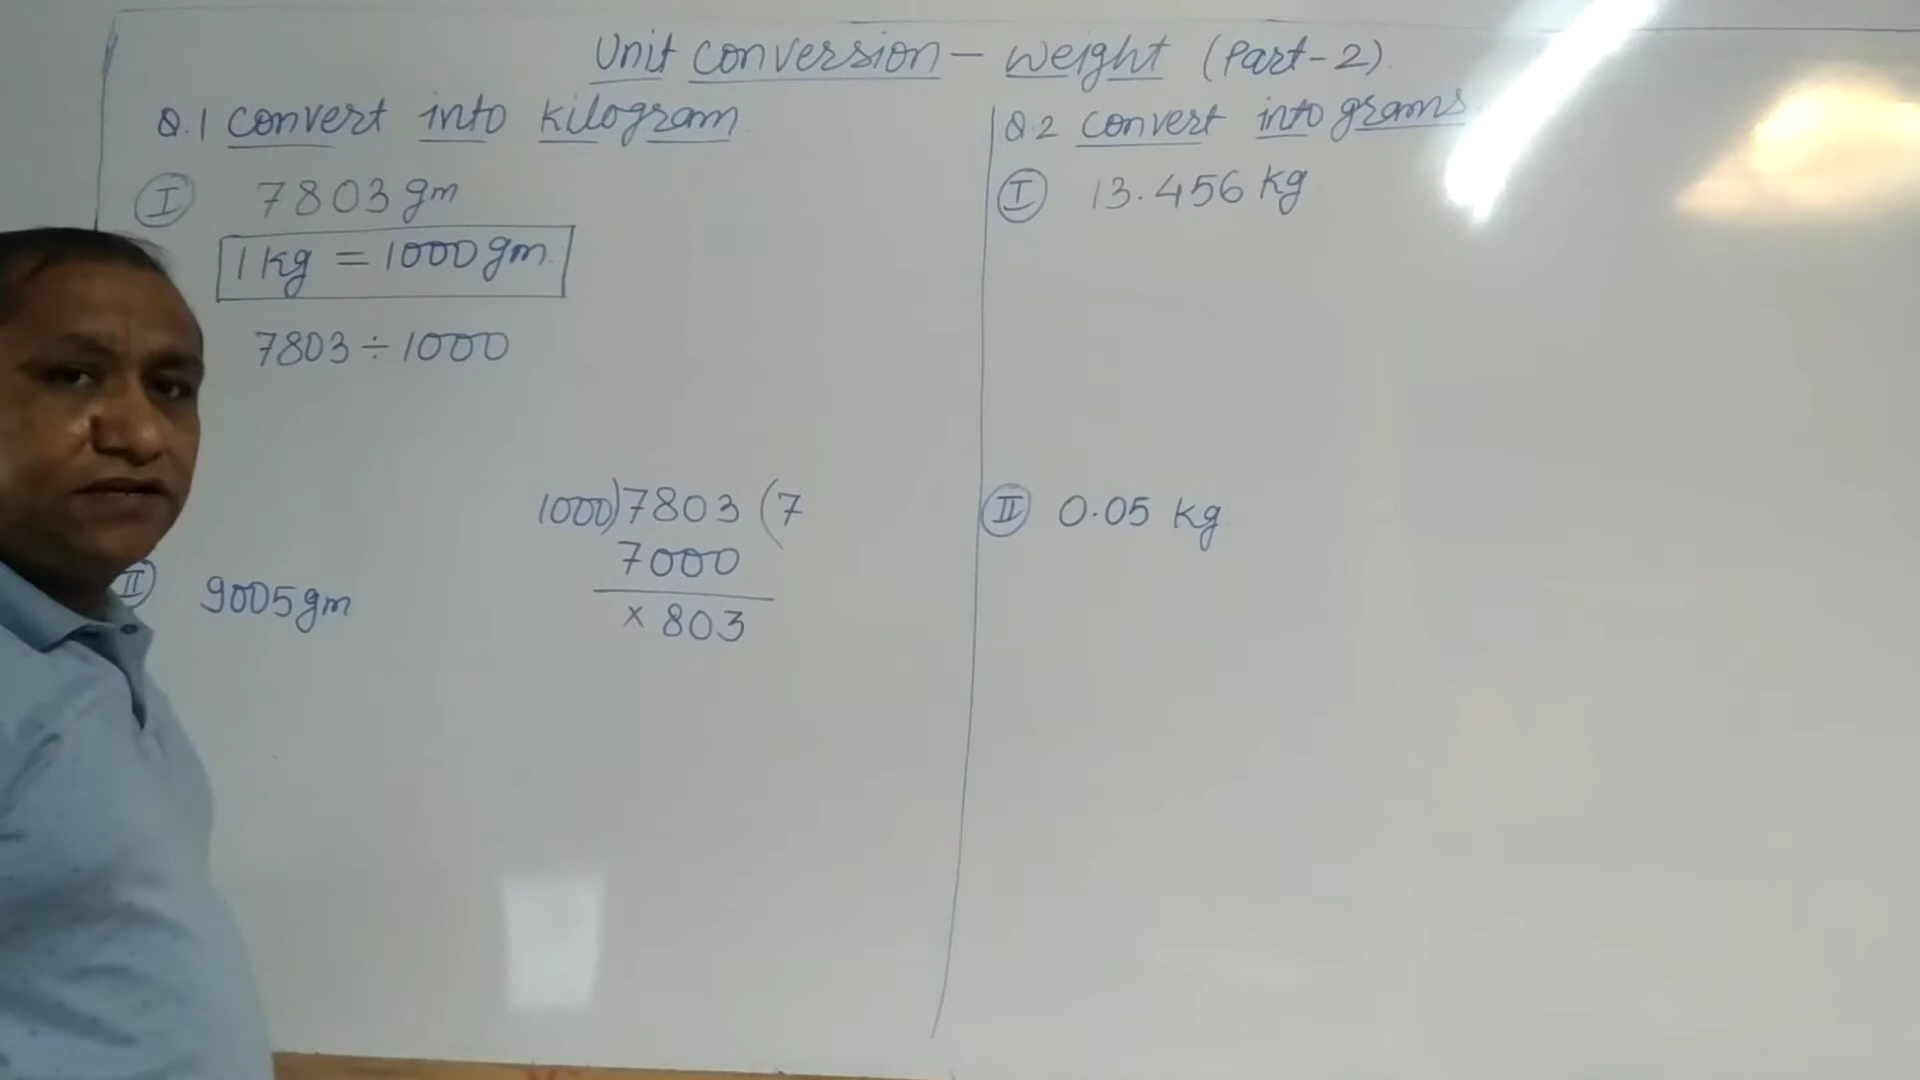 Unit conversion - weight (Part-2)
Q.1 convert into kilogram
I 7803 gm
1 kg = 1000 gm
7803 ÷ 1000
1000)7803(7
7000
x 803
II 9005 gm
Q.2 convert into grams
I 13.456 kg
II 0.05 kg